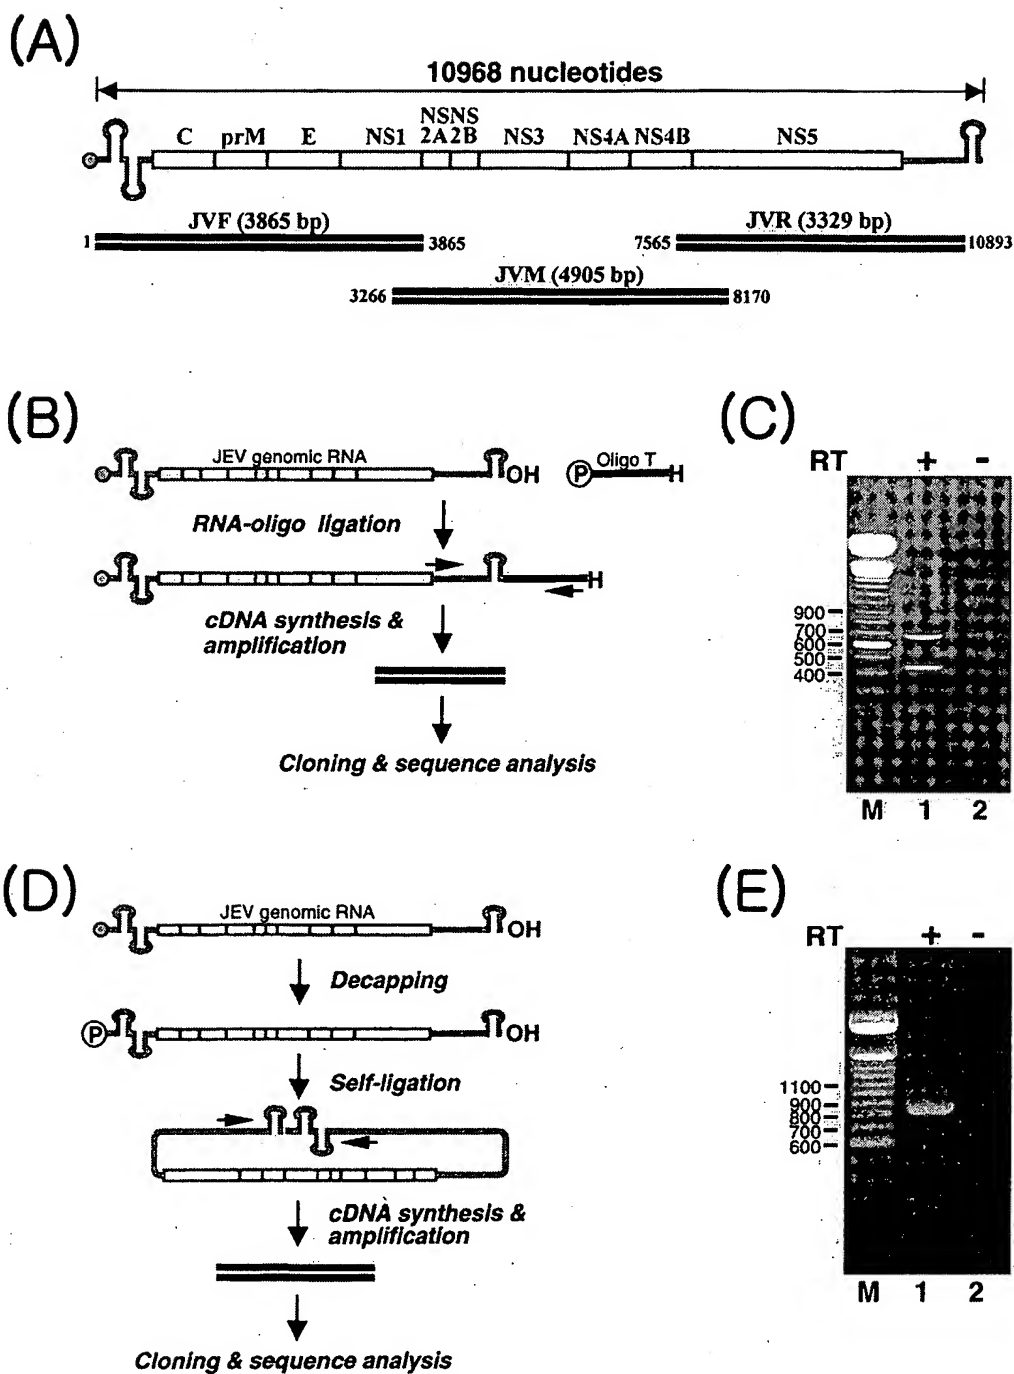 (A)
10968 nucleotides
C prM E NS1 NS 2A NS 2B NS3 NS4A NS4B NS5
JVF (3865 bp)
1 3865
JVR (3329 bp)
7565 10893
JVM (4905 bp)
3266 8170
(B)
JEV genomic RNA
OH
P Oligo T H
RNA-oligo ligation
H
cDNA synthesis &
amplification
Cloning & sequence analysis
(C)
RT + -
900
700
600
500
400
M 1 2
(D)
JEV genomic RNA
OH
Decapping
P OH
Self-ligation
cDNA synthesis &
amplification
Cloning & sequence analysis
(E)
RT + -
1100
900
800
700
600
M 1 2